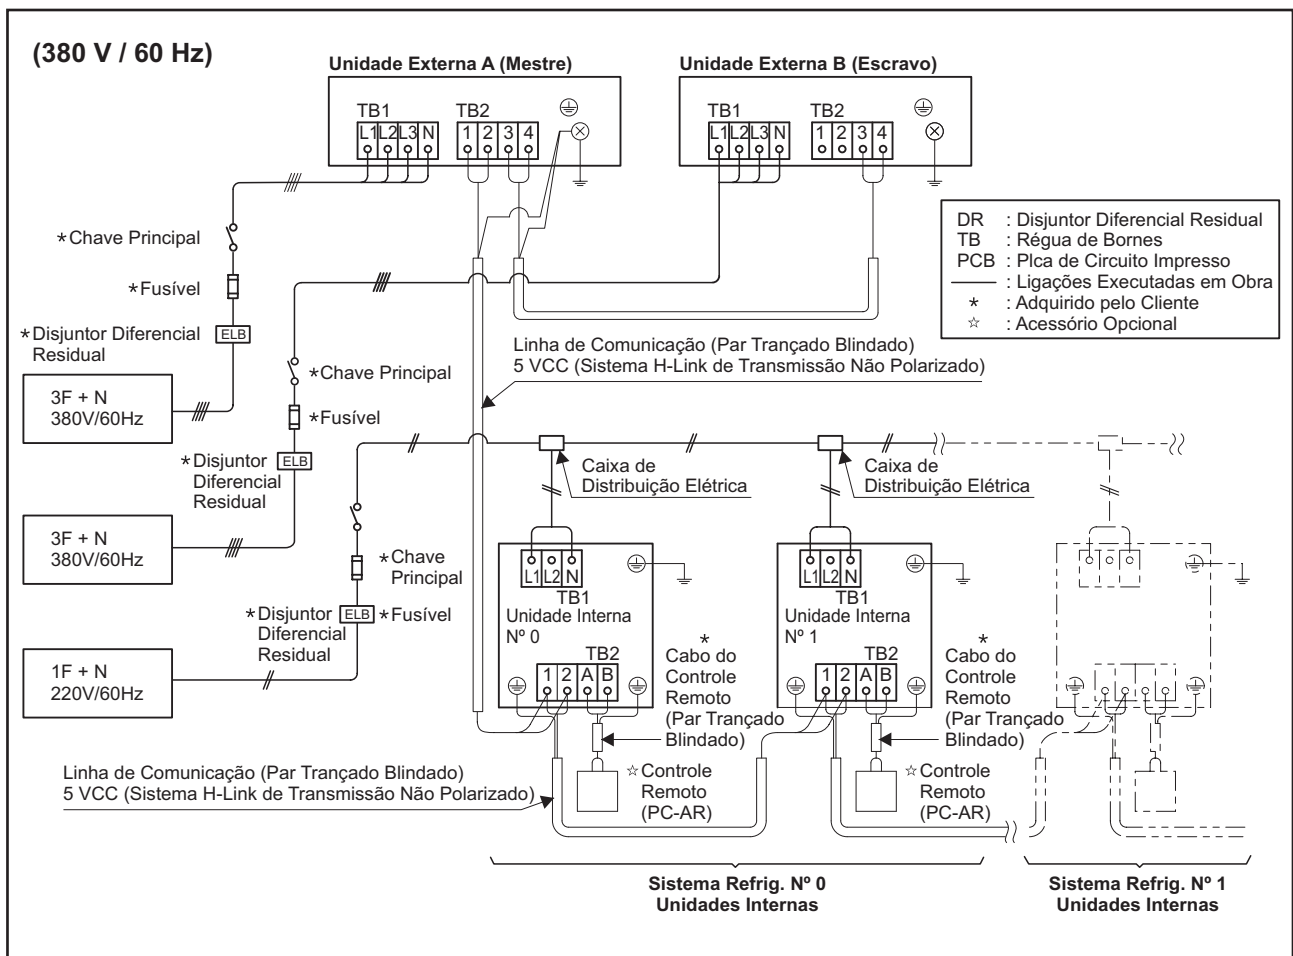 (380 V / 60 Hz)
Unidade Externa A (Mestre)
Unidade Externa B (Escravo)
TB1
TB2
L1 L2 L3 N
1 2 3 4
TB1
TB2
L1 L2 L3 N
1 2 3 4
DR : Disjuntor Diferencial Residual
TB : Régua de Bornes
PCB : Plca de Circuito Impresso
: Ligações Executadas em Obra
* : Adquirido pelo Cliente
☆ : Acessório Opcional
*Chave Principal
*Fusível
*Disjuntor Diferencial
Residual
ELB
3F + N
380V/60Hz
*Chave Principal
*Fusível
*Disjuntor
Diferencial
Residual
ELB
3F + N
380V/60Hz
*Chave
Principal
*Disjuntor
Diferencial
Residual
ELB
*Fusível
1F + N
220V/60Hz
Linha de Comunicação (Par Trançado Blindado)
5 VCC (Sistema H-Link de Transmissão Não Polarizado)
Caixa de
Distribuição Elétrica
Caixa de
Distribuição Elétrica
L1 L2 N
TB1
Unidade Interna
Nº 0
TB2
1 2 A B
*
Cabo do
Controle
Remoto
(Par Trançado
Blindado)
☆Controle
Remoto
(PC-AR)
L1 L2 N
TB1
Unidade Interna
Nº 1
TB2
1 2 A B
*
Cabo do
Controle
Remoto
(Par Trançado
Blindado)
☆Controle
Remoto
(PC-AR)
Linha de Comunicação (Par Trançado Blindado)
5 VCC (Sistema H-Link de Transmissão Não Polarizado)
Sistema Refrig. Nº 0
Unidades Internas
Sistema Refrig. Nº 1
Unidades Internas